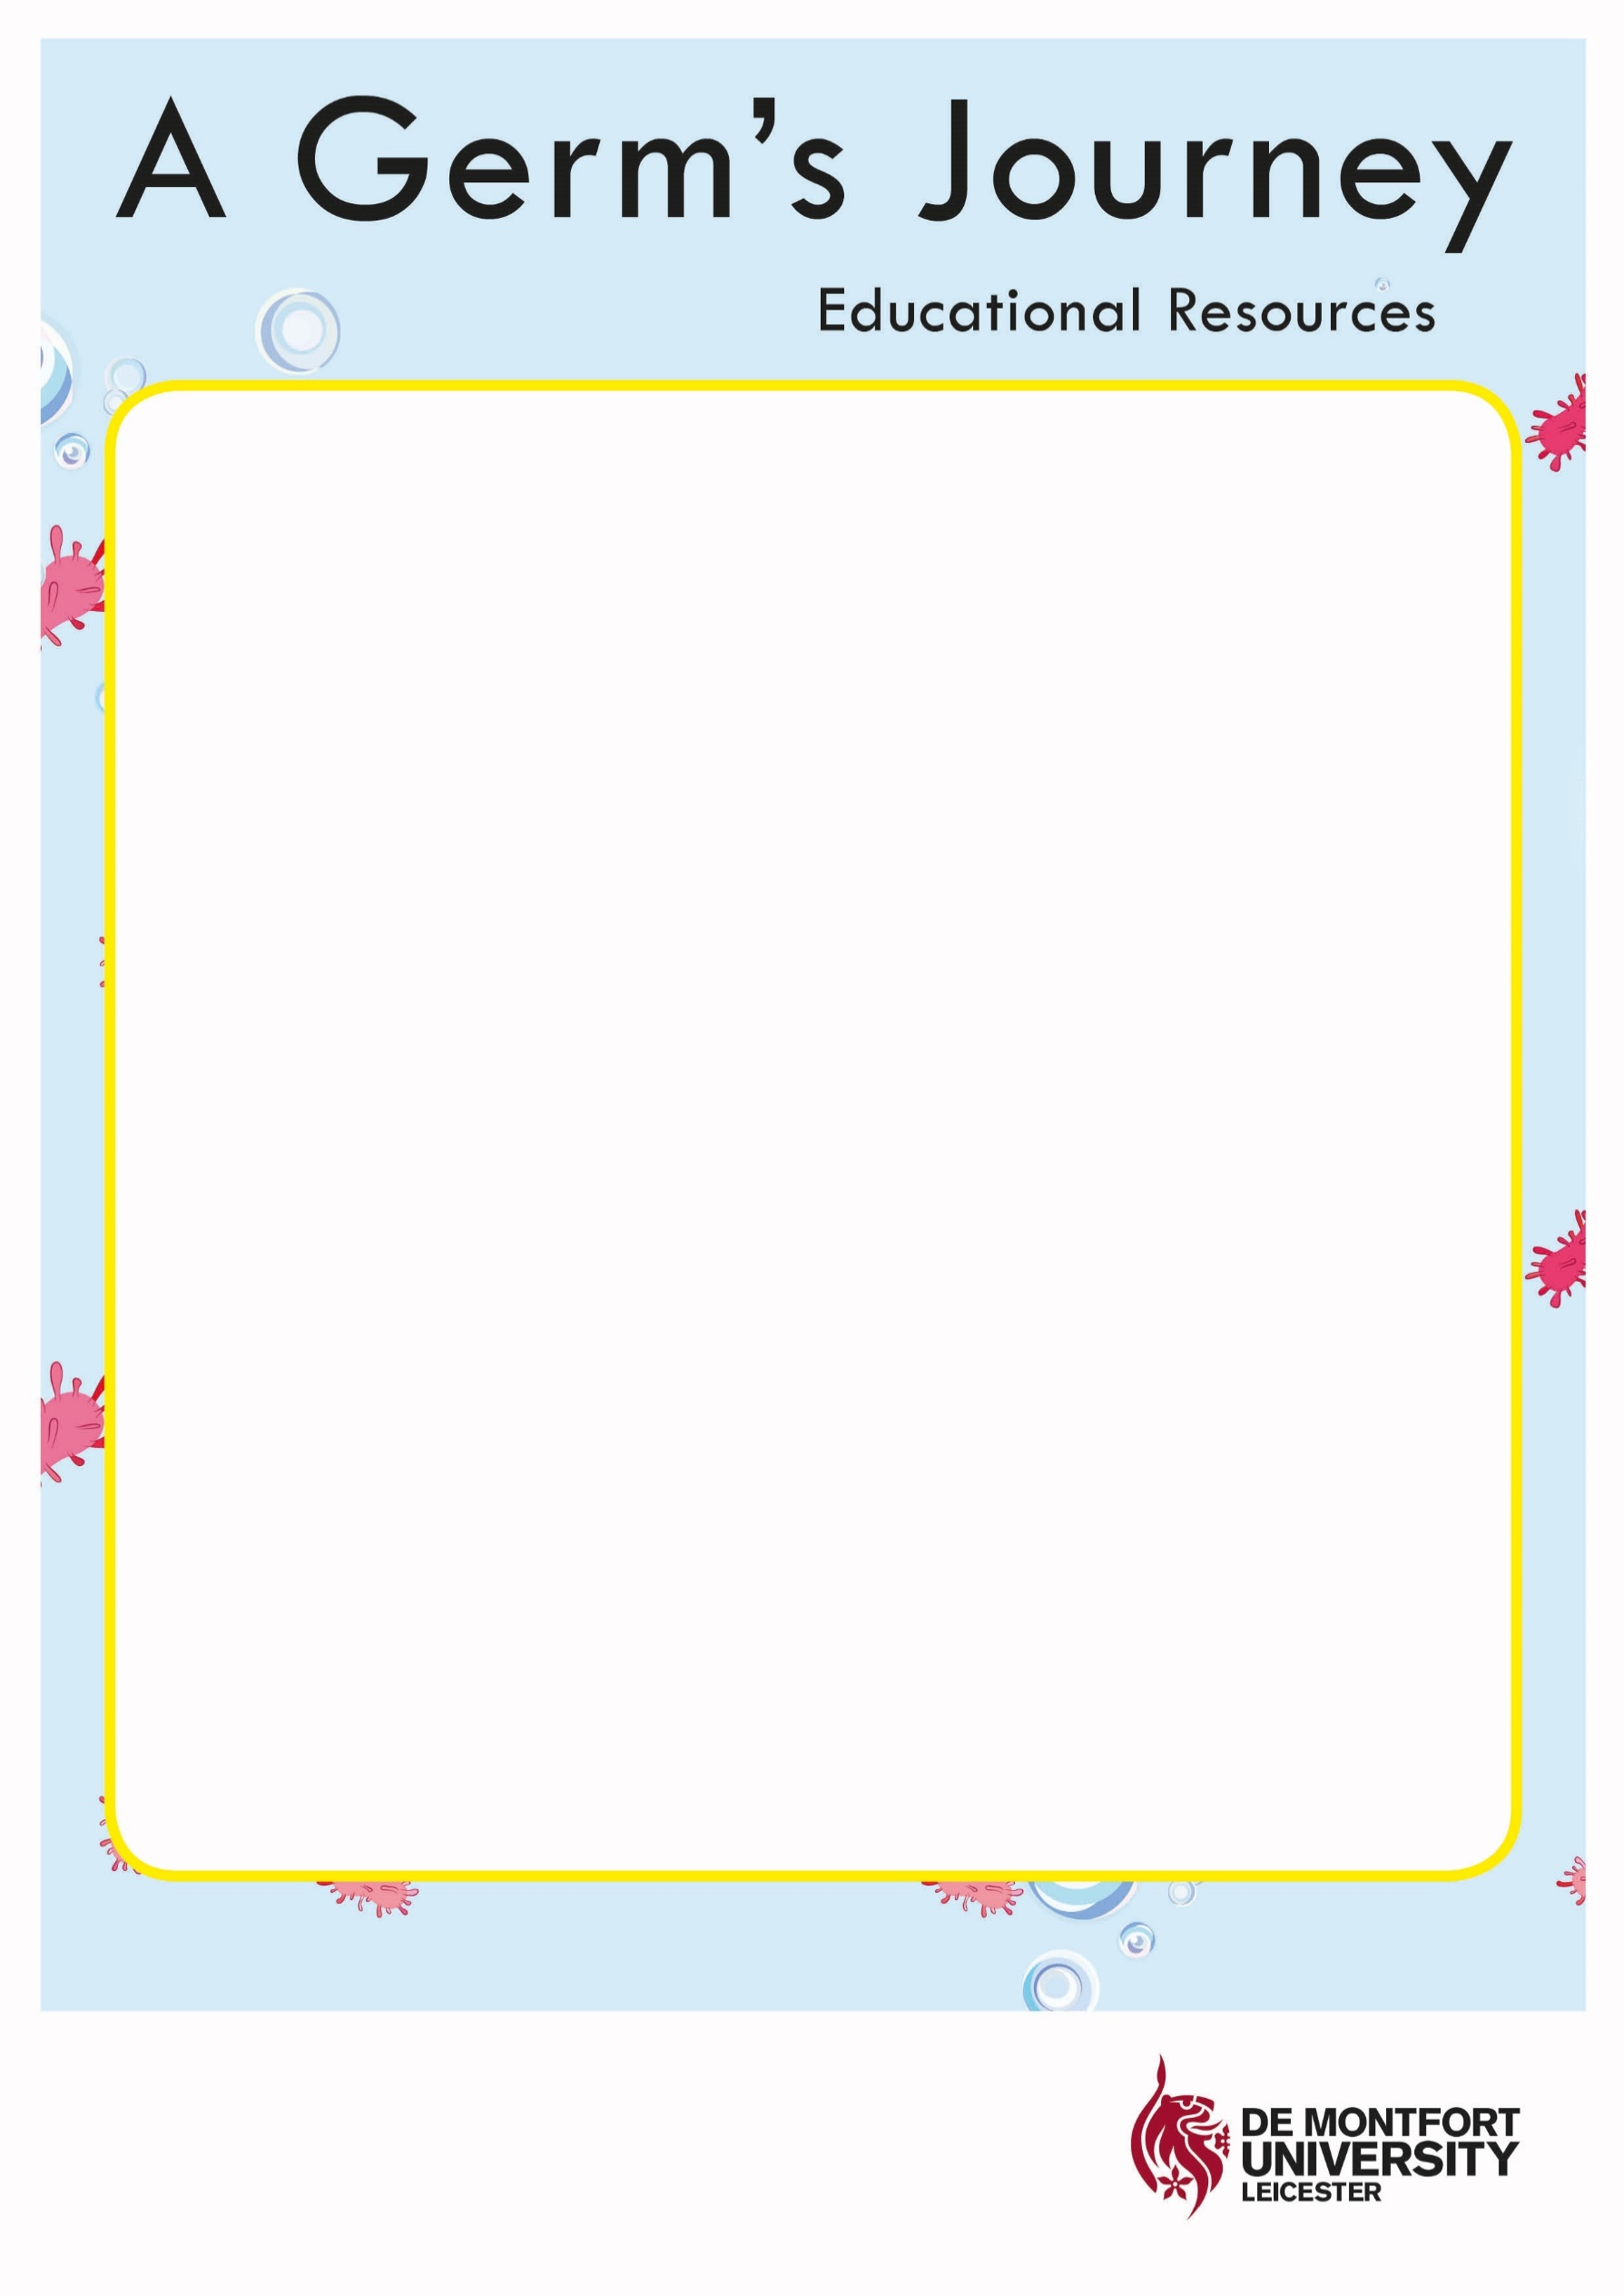 A Germ’s Journey
Educational Resources
DE MONTFORT
UNIVERSITY
LEICESTER